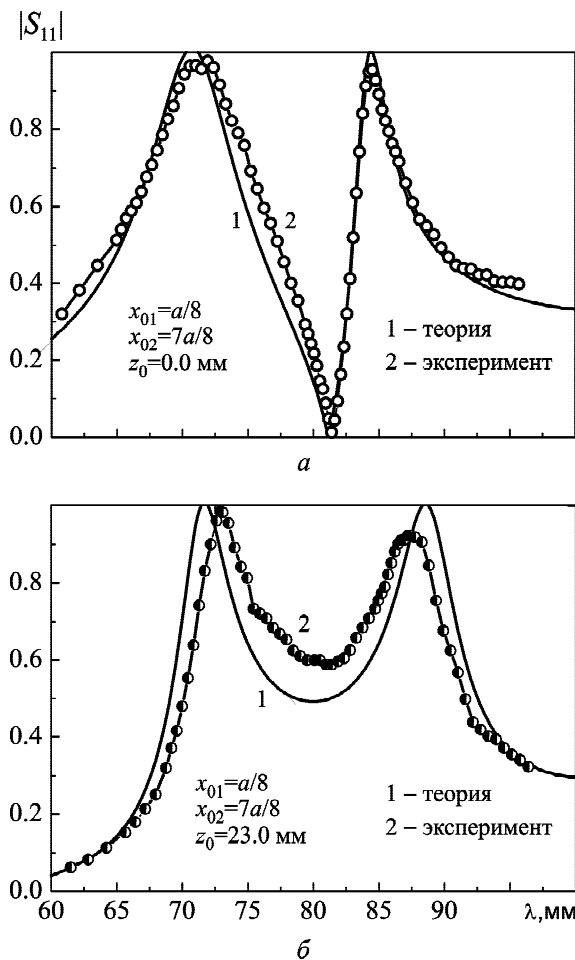 |S11|
0.8
0.6
0.4
0.2
0.0
1
2
x01=a/8
x02=7a/8
z0=0.0 мм
1 – теория
2 – эксперимент
а
0.8
0.6
0.4
0.2
0.0
2
1
x01=a/8
x02=7a/8
z0=23.0 мм
1 – теория
2 – эксперимент
60 65 70 75 80 85 90 λ,мм
б